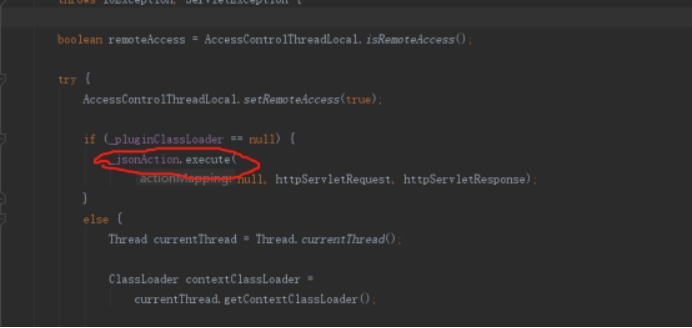 throws IOException, ServletException {
boolean remoteAccess = AccessControlThreadLocal.isRemoteAccess();
try {
AccessControlThreadLocal.setRemoteAccess(true);
if (_pluginClassLoader == null) {
_jsonAction.execute(
actionMapping: null, httpServletRequest, httpServletResponse);
}
else {
Thread currentThread = Thread.currentThread();
ClassLoader contextClassLoader =
currentThread.getContextClassLoader();